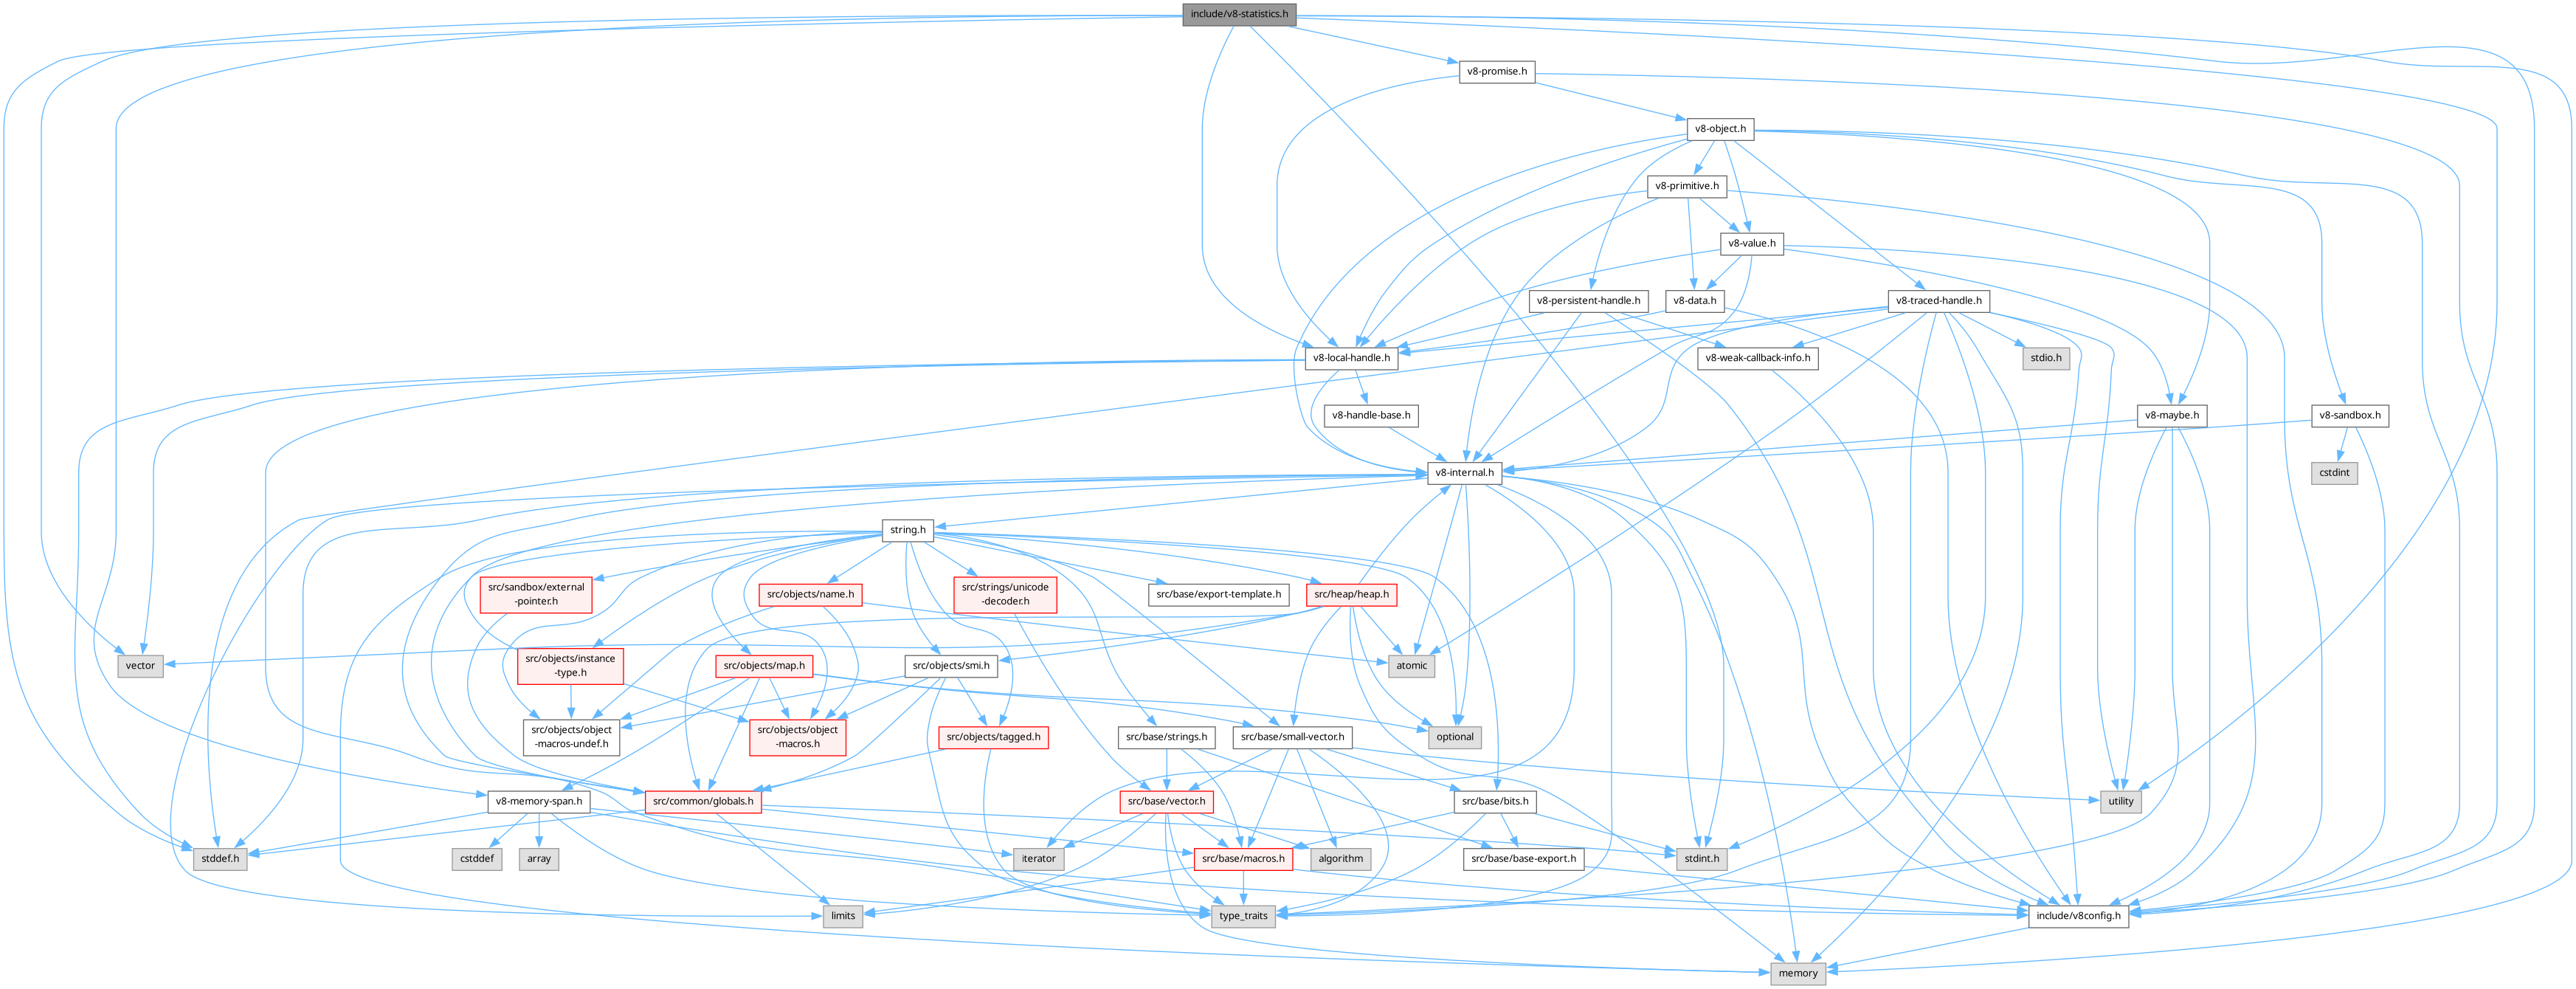 include/v8-statistics.h
v8-promise.h
v8-object.h
v8-primitive.h
v8-value.h
v8-persistent-handle.h
v8-data.h
v8-traced-handle.h
v8-local-handle.h
v8-weak-callback-info.h
stdio.h
v8-handle-base.h
v8-maybe.h
v8-sandbox.h
v8-internal.h
cstdint
string.h
src/sandbox/external
-pointer.h
src/objects/name.h
src/strings/unicode
-decoder.h
src/base/export-template.h
src/heap/heap.h
vector
src/objects/instance
-type.h
src/objects/map.h
src/objects/smi.h
atomic
src/objects/object
-macros-undef.h
src/objects/object
-macros.h
src/objects/tagged.h
src/base/strings.h
src/base/small-vector.h
optional
v8-memory-span.h
src/common/globals.h
src/base/vector.h
src/base/bits.h
utility
stddef.h
cstddef
array
iterator
src/base/macros.h
algorithm
src/base/base-export.h
stdint.h
limits
type_traits
include/v8config.h
memory